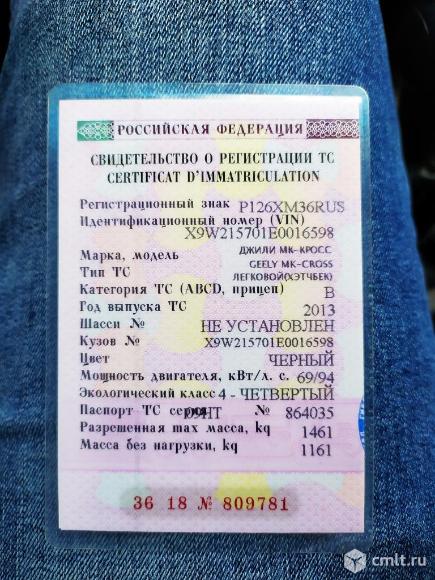 РОССИЙСКАЯ ФЕДЕРАЦИЯ
СВИДЕТЕЛЬСТВО О РЕГИСТРАЦИИ ТС
CERTIFICAT D'IMMATRICULATION
Регистрационный знак Р126ХМ36RUS
Идентификационный номер (VIN)
X9W215701E0016598
Марка, модель ДЖИЛИ МК-КРОСС
GEELY MK-CROSS
Тип ТС ЛЕГКОВОЙ(ХЭТЧБЕК)
Категория ТС (ABCD, прицеп) B
Год выпуска ТС 2013
Шасси № НЕ УСТАНОВЛЕН
Кузов № X9W215701E0016598
Цвет ЧЕРНЫЙ
Мощность двигателя, кВт/л. с. 69/94
Экологический класс 4 - ЧЕТВЕРТЫЙ
Паспорт ТС серия № 864035
Разрешенная max масса, kg 1461
Масса без нагрузки, kg 1161
36 18 № 809781
cmlt.ru